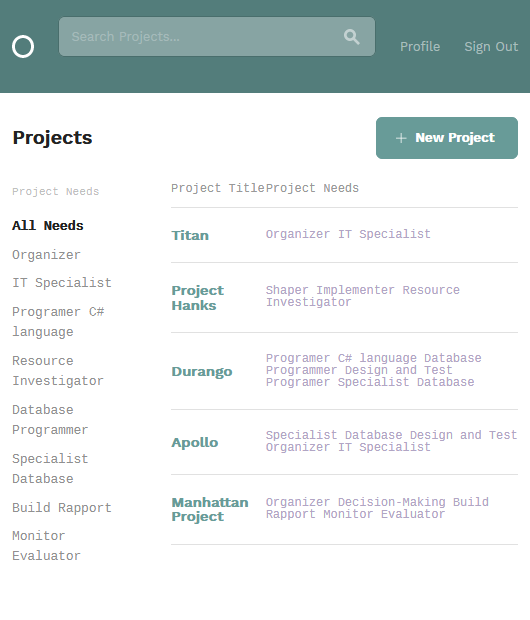 Search Projects...
Profile
Sign Out
Projects
+ New Project
Project Needs
All Needs
Organizer
IT Specialist
Programer C#
language
Resource
Investigator
Database
Programmer
Specialist
Database
Build Rapport
Monitor
Evaluator
Project Title Project Needs
Titan
Organizer IT Specialist
Project
Hanks
Shaper Implementer Resource
Investigator
Durango
Programer C# language Database
Programmer Design and Test
Programer Specialist Database
Apollo
Specialist Database Design and Test
Organizer IT Specialist
Manhattan
Project
Organizer Decision-Making Build
Rapport Monitor Evaluator